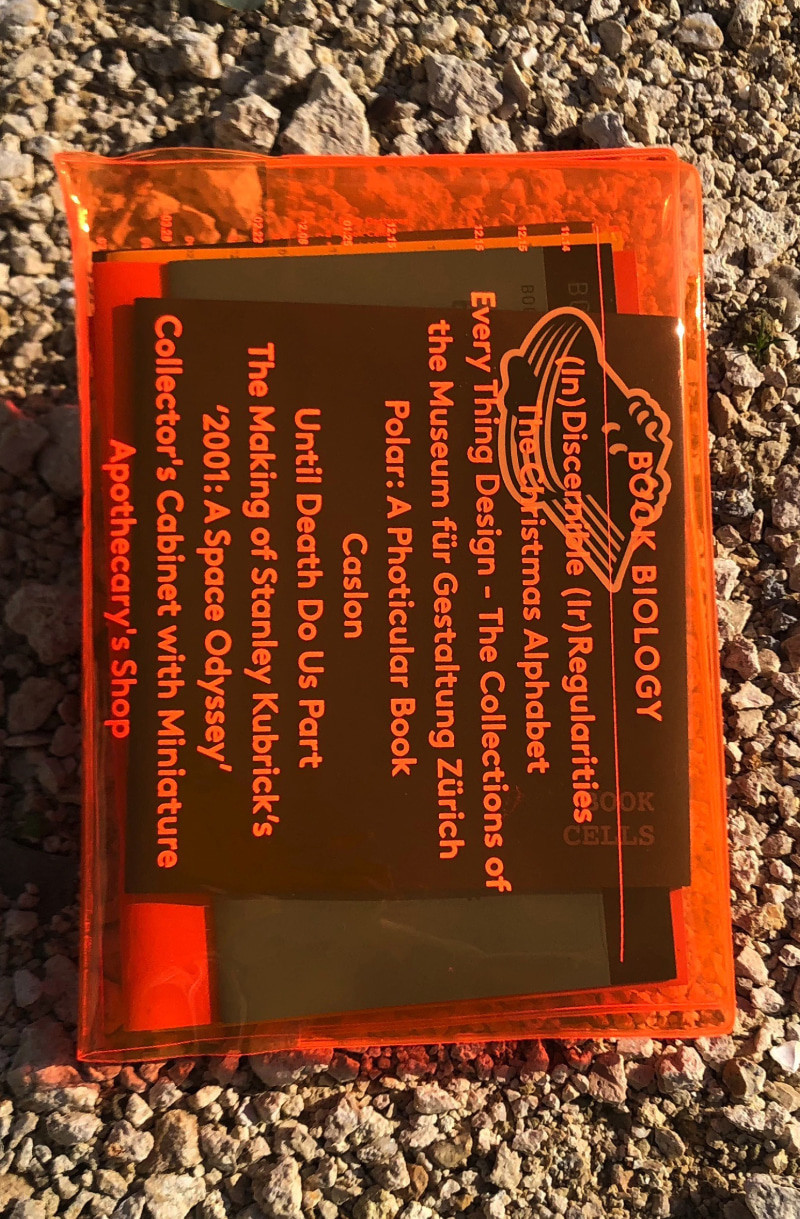 BOOK BIOLOGY
(In)Discernible (Ir)Regularities
The Christmas Alphabet
Every Thing Design – The Collections of
the Museum für Gestaltung Zürich
Polar: A Photicular Book
Caslon
Until Death Do Us Part
The Making of Stanley Kubrick's
'2001: A Space Odyssey'
Collector's Cabinet with Miniature
Apothecary's Shop
BOOK
CELLS